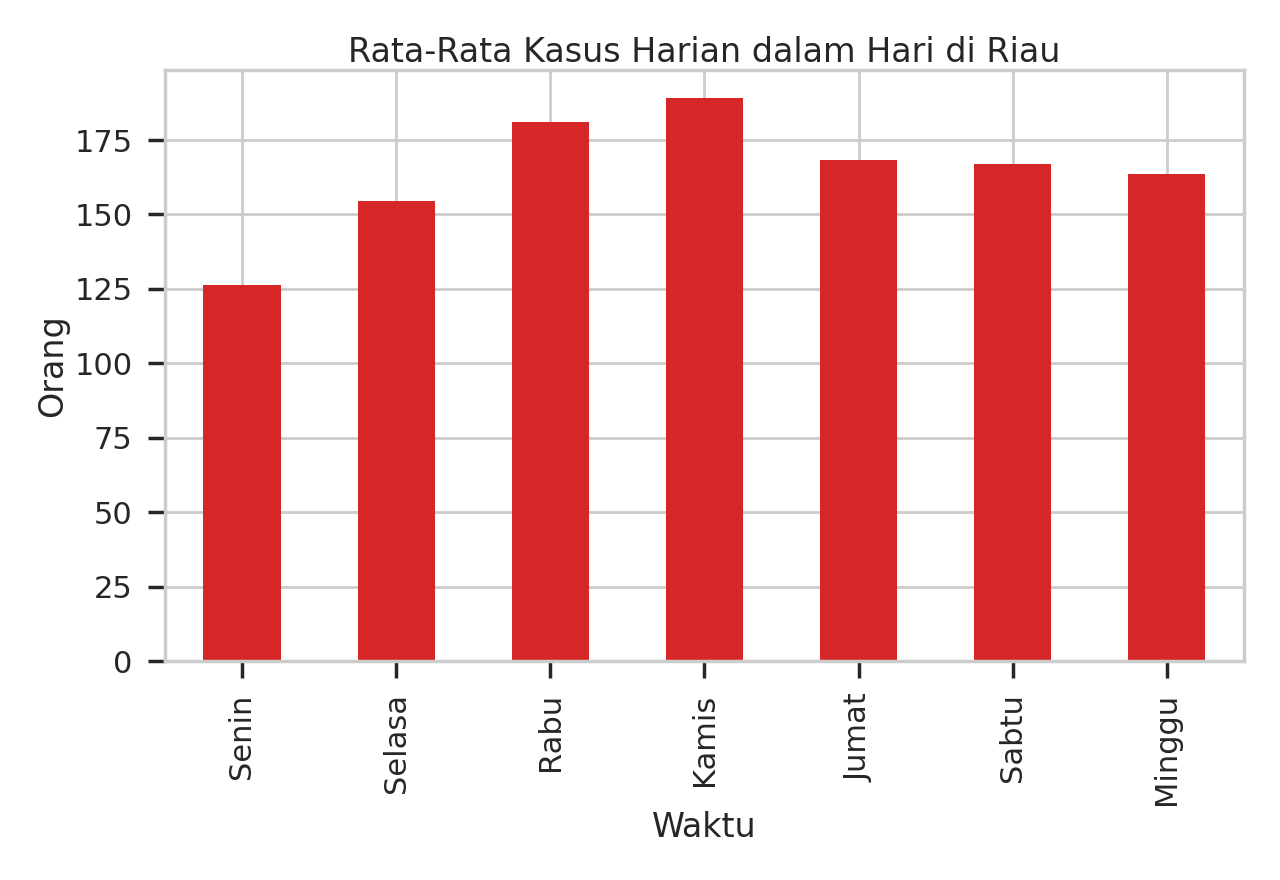 Rata-Rata Kasus Harian dalam Hari di Riau
Orang
175
150
125
100
75
50
25
0
Senin
Selasa
Rabu
Kamis
Jumat
Sabtu
Minggu
Waktu